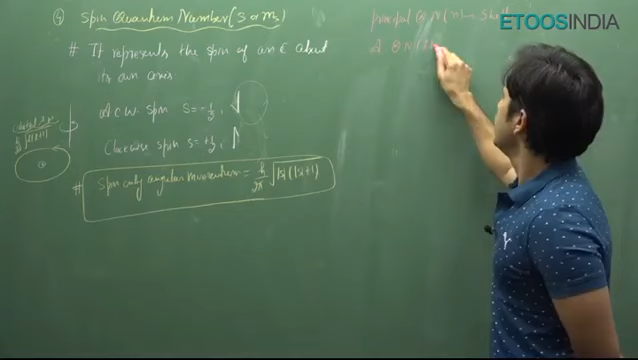 ④ Spin Quantum Number (s or ms)
# It represents the spin of an e⁻ about
its own axis.
A.C.W. spin s = -1/2, ↓
Clockwise spin s = +1/2, ↑
# Spin only angular momentum = h/2π √|s|(|s|+1)
principal Q N (n) → Shell
ETOOSINDIA